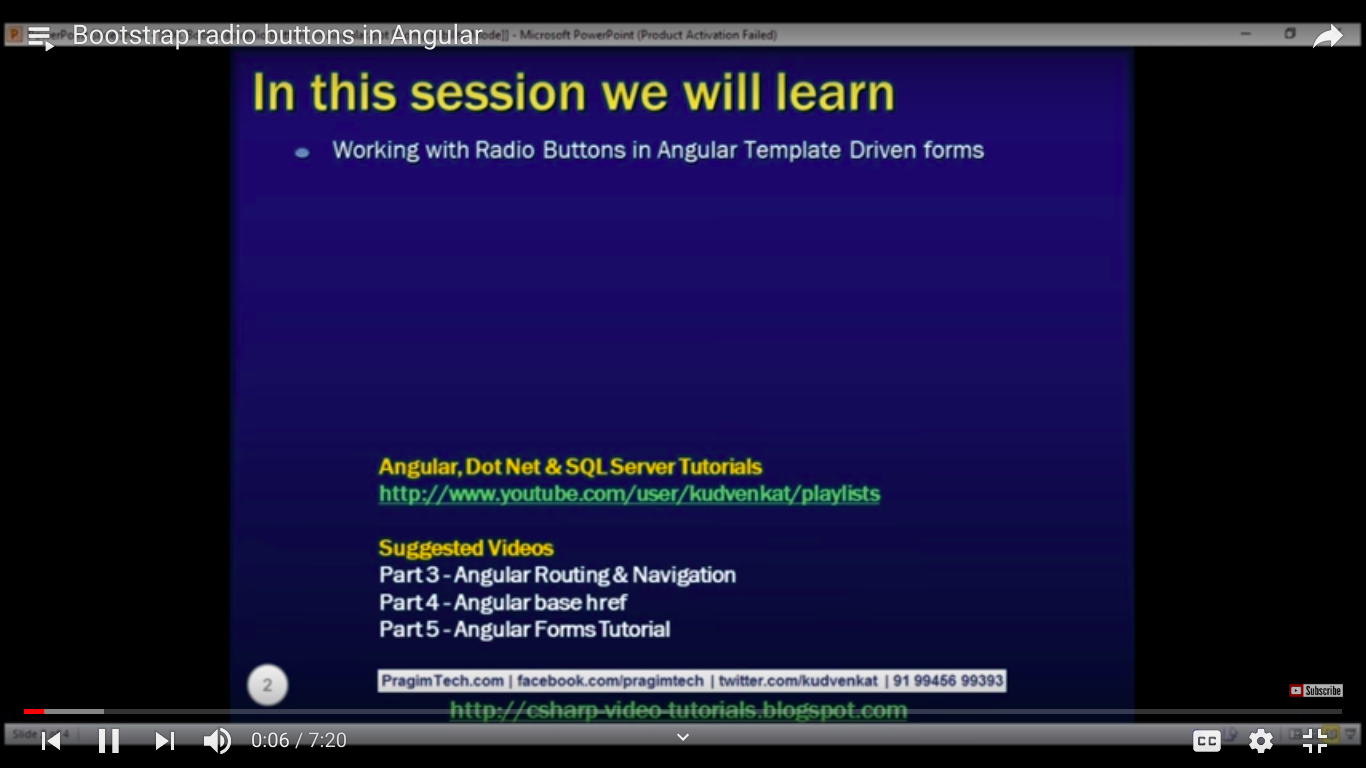 Bootstrap radio buttons in Angular
ode]] - Microsoft PowerPoint (Product Activation Failed)
In this session we will learn
Working with Radio Buttons in Angular Template Driven forms
Angular, Dot Net & SQL Server Tutorials
http://www.youtube.com/user/kudvenkat/playlists
Suggested Videos
Part 3 - Angular Routing & Navigation
Part 4 - Angular base href
Part 5 - Angular Forms Tutorial
2
PragimTech.com | facebook.com/pragimtech | twitter.com/kudvenkat | 91 99456 99393
Subscribe
http://csharp-video-tutorials.blogspot.com
Slide
0:06 / 7:20
CC